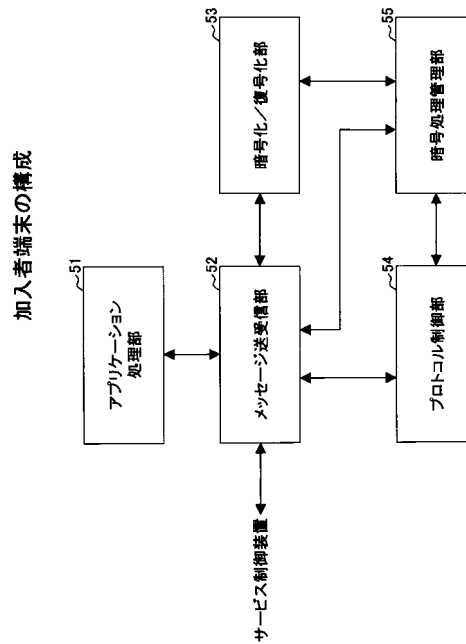 加入者端末の構成
51
アプリケーション
処理部
サービス制御装置
52
メッセージ送受信部
53
暗号化／復号化部
54
プロトコル制御部
55
暗号処理管理部